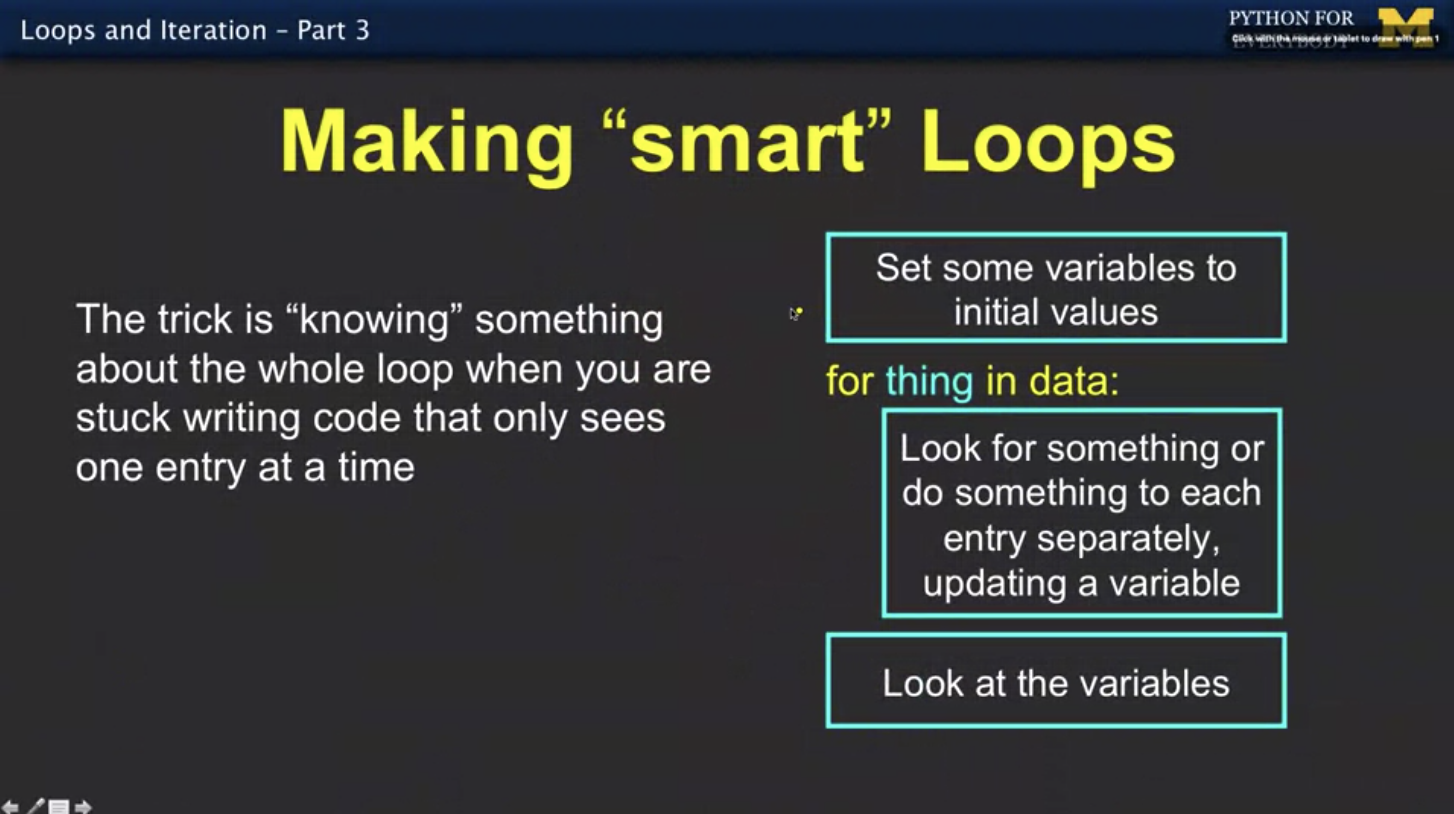 Loops and Iteration – Part 3
PYTHON FOR
EVERYBODY
Click with the mouse or tablet to draw with pen 1
Making “smart” Loops
The trick is “knowing” something
about the whole loop when you are
stuck writing code that only sees
one entry at a time
Set some variables to
initial values
for thing in data:
Look for something or
do something to each
entry separately,
updating a variable
Look at the variables